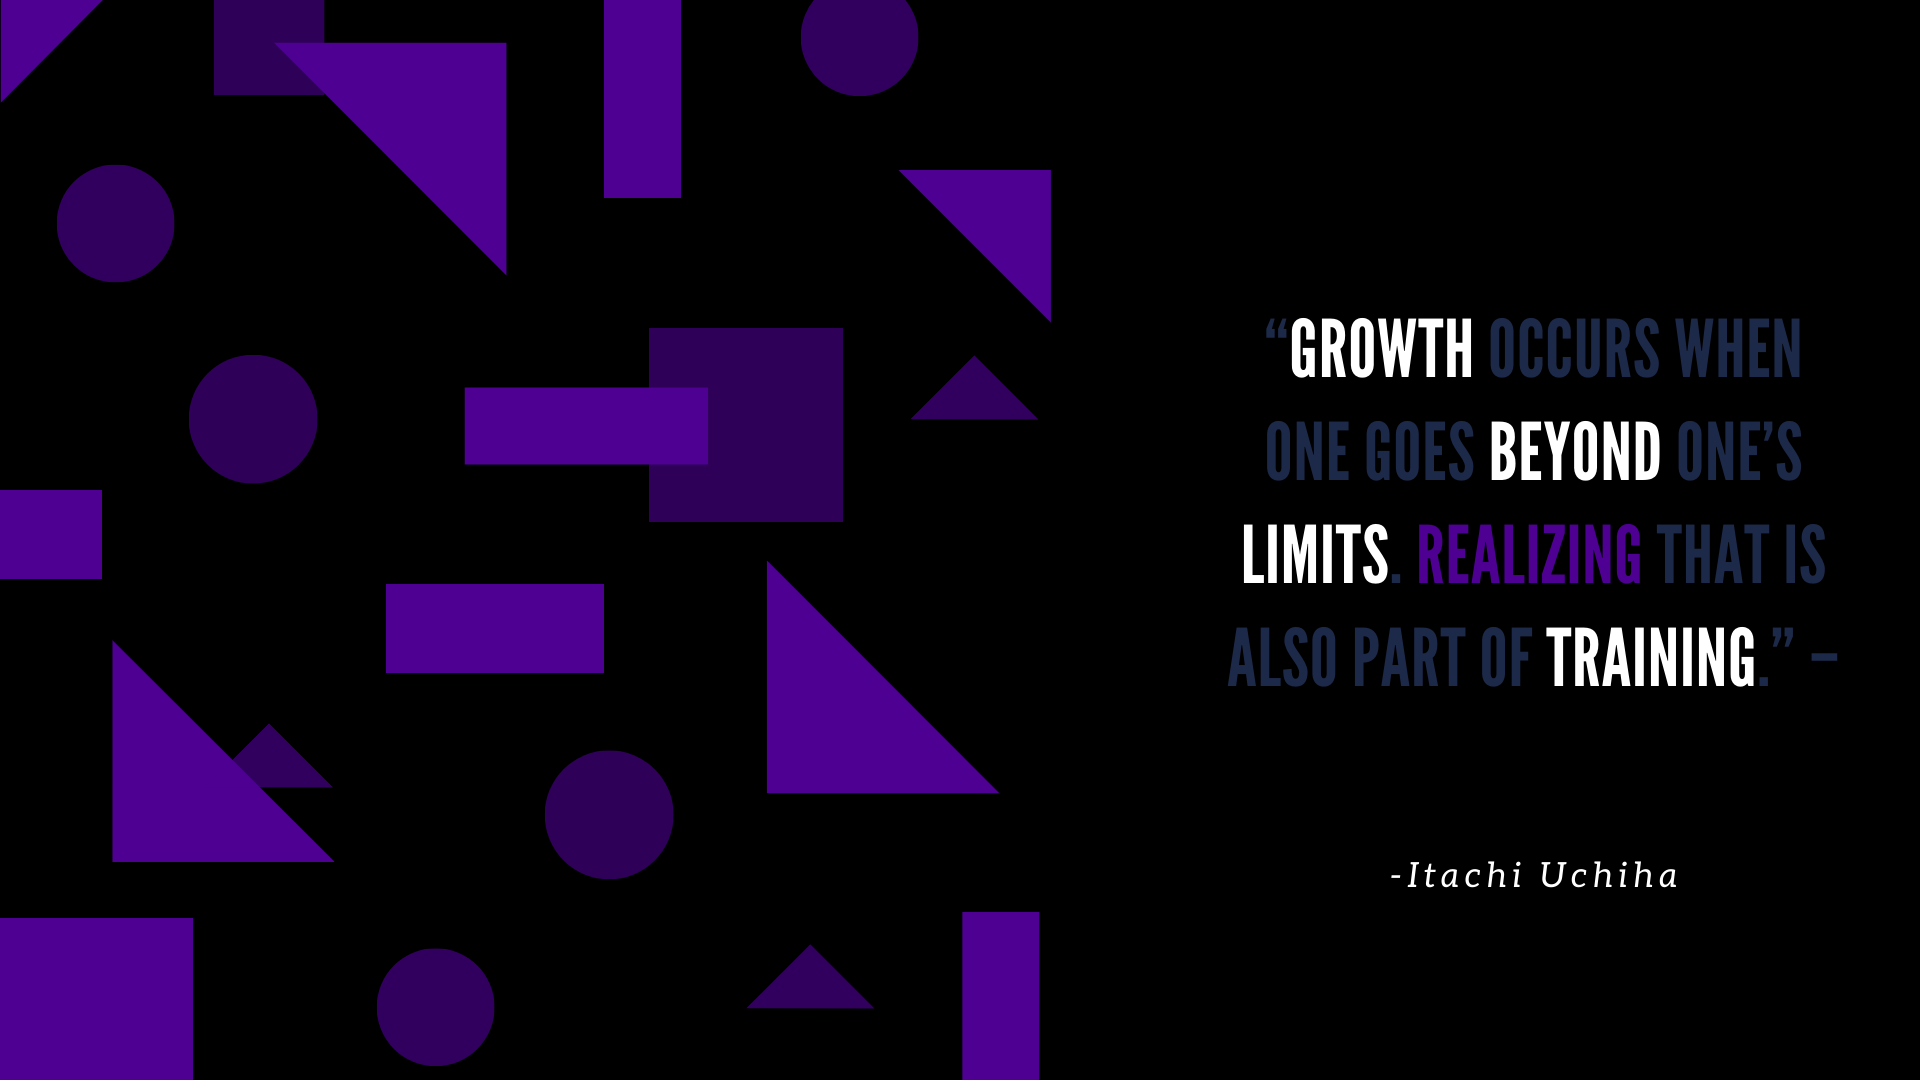 “GROWTH OCCURS WHEN
ONE GOES BEYOND ONE’S
LIMITS. REALIZING THAT IS
ALSO PART OF TRAINING.” –
-Itachi Uchiha